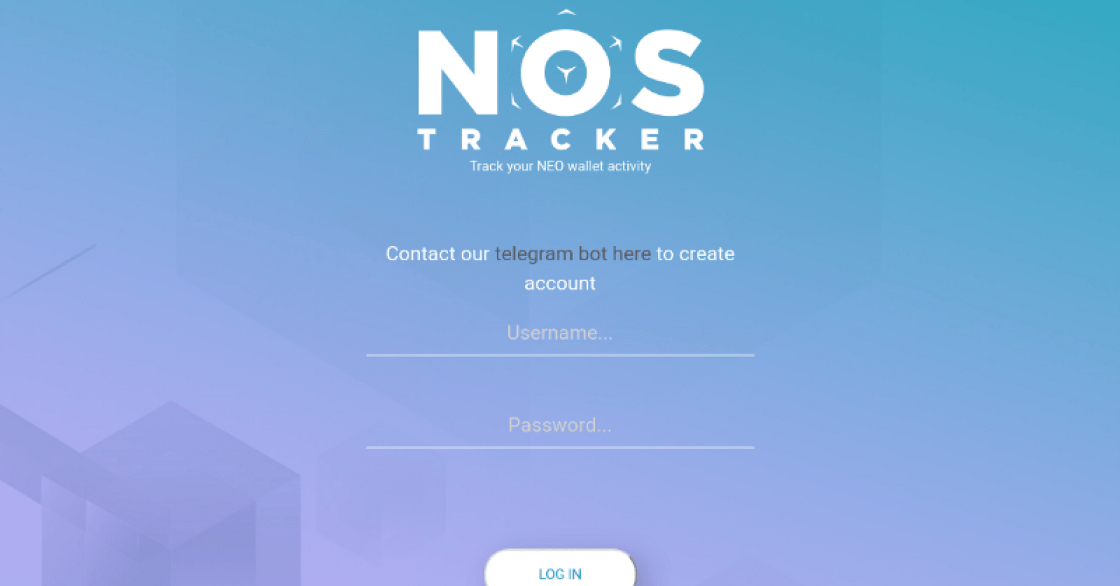 NOS
TRACKER
Track your NEO wallet activity
Contact our telegram bot here to create
account
Username...
Password...
LOG IN